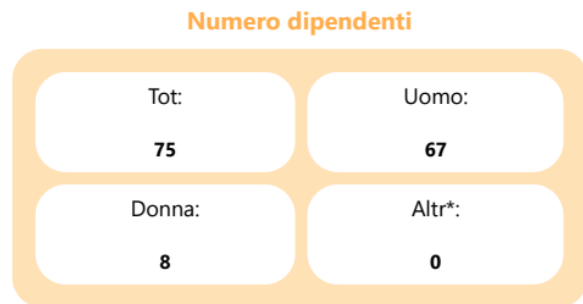 Numero dipendenti
Tot:
75
Uomo:
67
Donna:
8
Altr*:
0